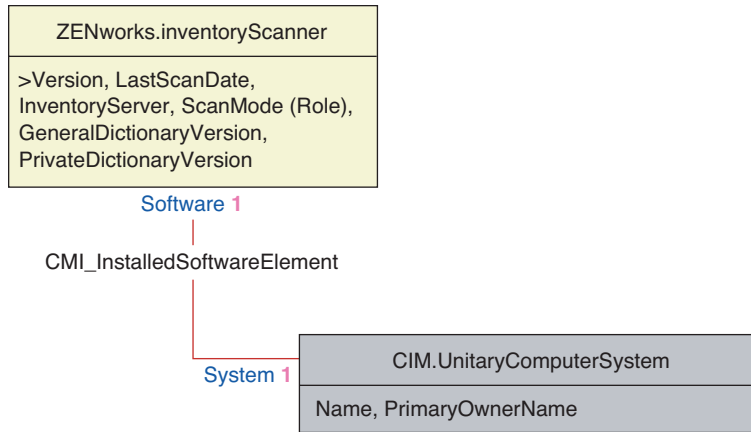 ZENworks.inventoryScanner
>Version, LastScanDate,
InventoryServer, ScanMode (Role),
GeneralDictionaryVersion,
PrivateDictionaryVersion
Software 1
CMI_InstalledSoftwareElement
System 1
CIM.UnitaryComputerSystem
Name, PrimaryOwnerName